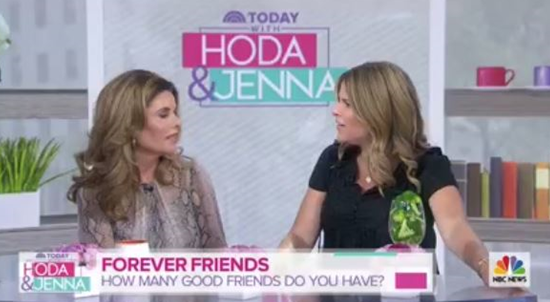 TODAY
WITH
HODA
&JENNA
TODAY
HODA
&JENNA
FOREVER FRIENDS
HOW MANY GOOD FRIENDS DO YOU HAVE?
NBC NEWS